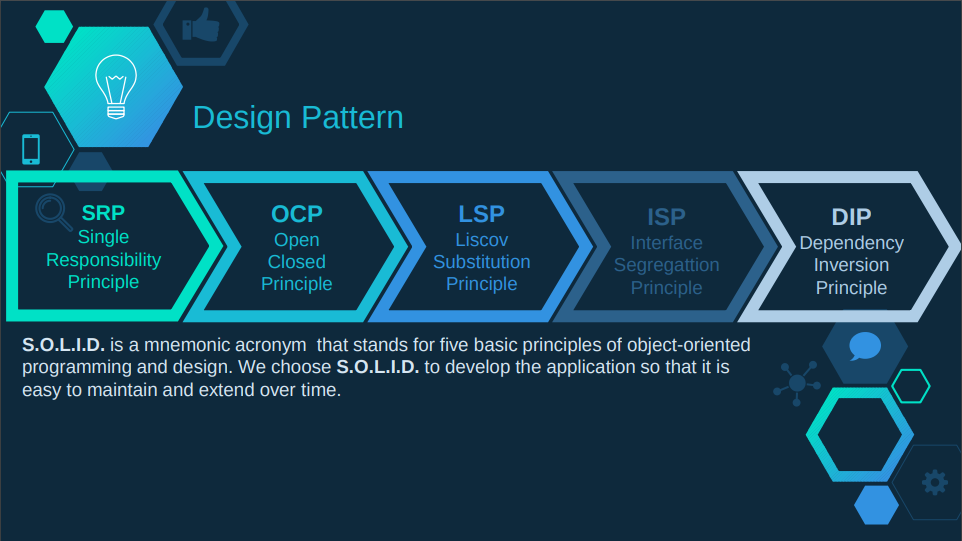 Design Pattern
SRP
Single
Responsibility
Principle
OCP
Open
Closed
Principle
LSP
Liscov
Substitution
Principle
ISP
Interface
Segregattion
Principle
DIP
Dependency
Inversion
Principle
S.O.L.I.D. is a mnemonic acronym  that stands for five basic principles of object-oriented
programming and design. We choose S.O.L.I.D. to develop the application so that it is
easy to maintain and extend over time.